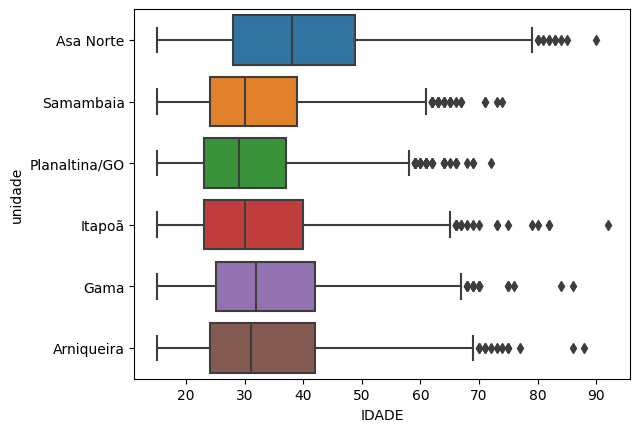 unidade
Asa Norte
Samambaia
Planaltina/GO
Itapoã
Gama
Arniqueira
20 30 40 50 60 70 80 90
IDADE